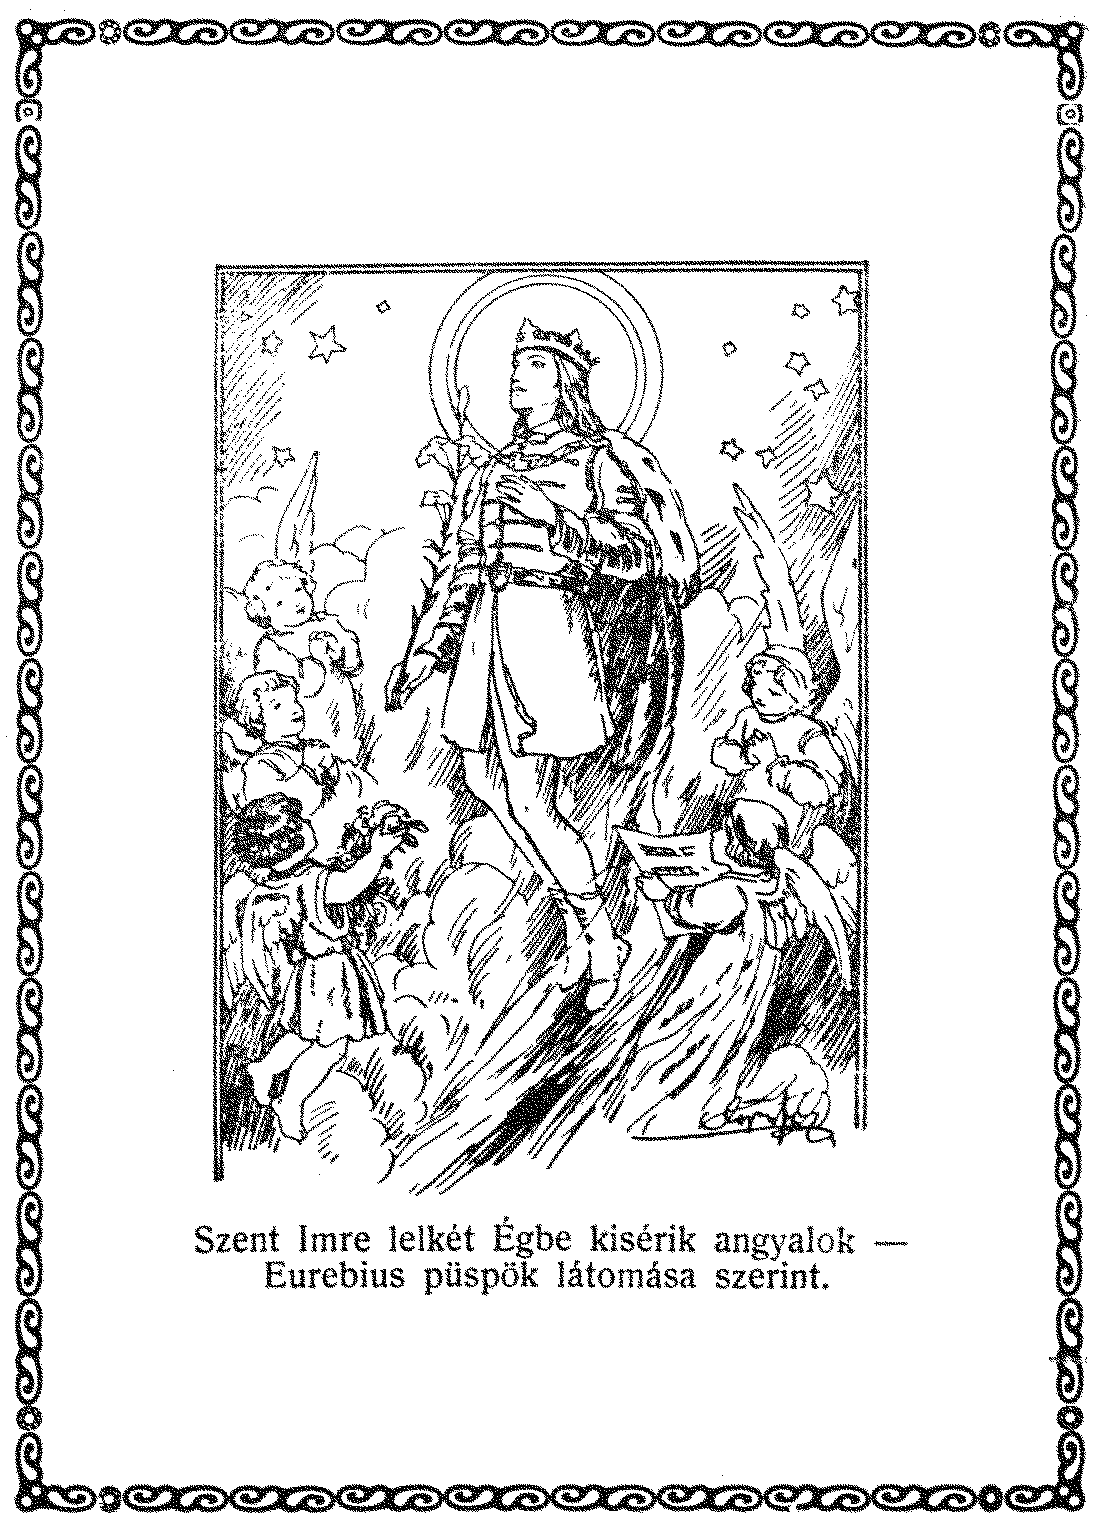 Szent Imre lelkét Égbe kisérik angyalok —
Eurebius püspök látomása szerint.